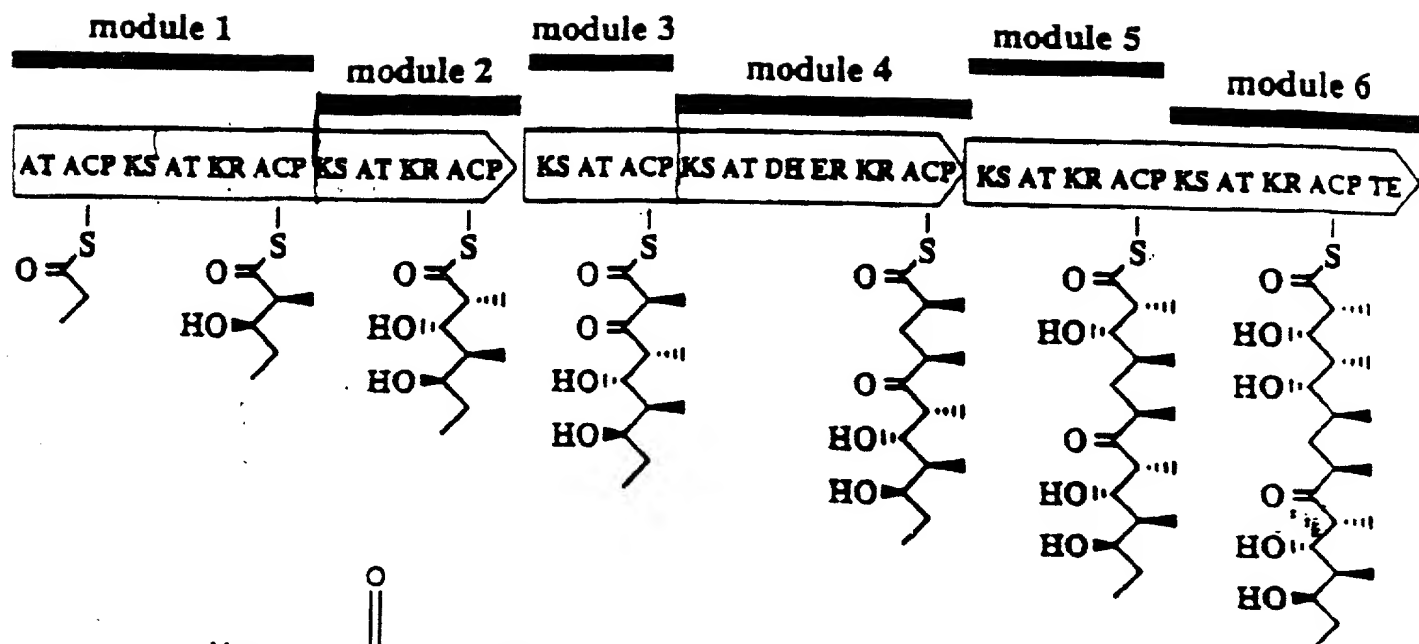 module 1
module 2
module 3
module 4
module 5
module 6
AT ACP KS AT KR ACP KS AT KR ACP
KS AT ACP KS AT DH ER KR ACP
KS AT KR ACP KS AT KR ACP TE
S S S S S S S
O O O O O O O
HO HO O HO HO
HO HO O O HO
HO HO HO O O
HO HO HO HO
HO HO
O